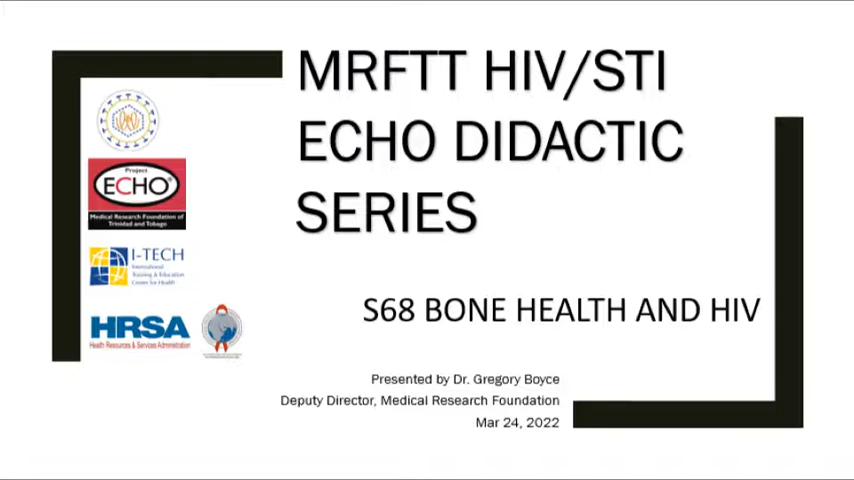 MRFTT HIV/STI
ECHO DIDACTIC
SERIES
Project
ECHO®
Medical Research Foundation of
Trinidad and Tobago
I-TECH
International
Training & Education
Center for Health
HRSA
Health Resources & Services Administration
S68 BONE HEALTH AND HIV
Presented by Dr. Gregory Boyce
Deputy Director, Medical Research Foundation
Mar 24, 2022